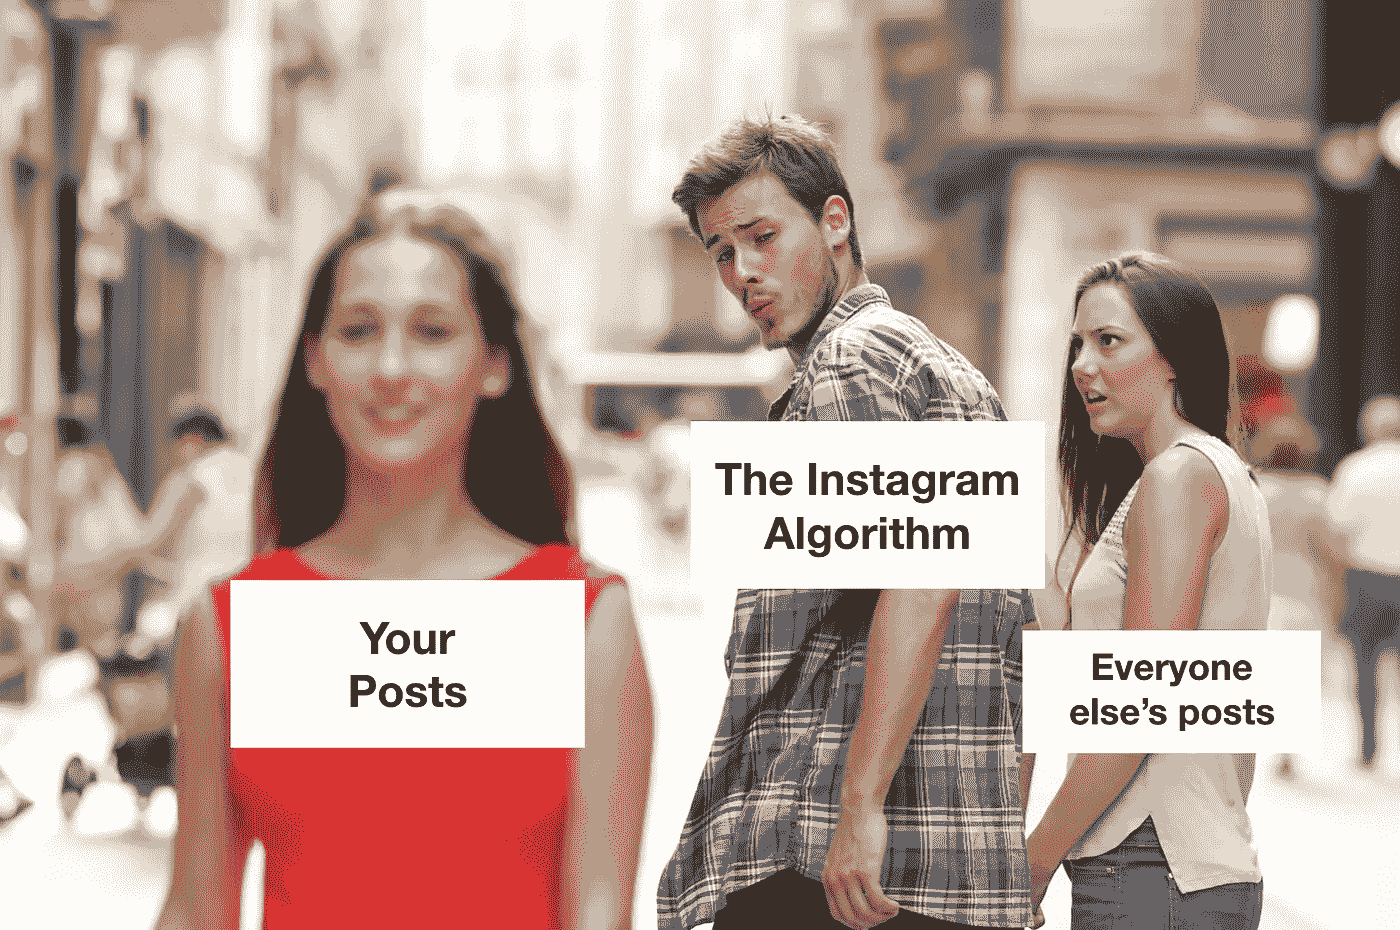 Your
Posts
The Instagram
Algorithm
Everyone
else’s posts